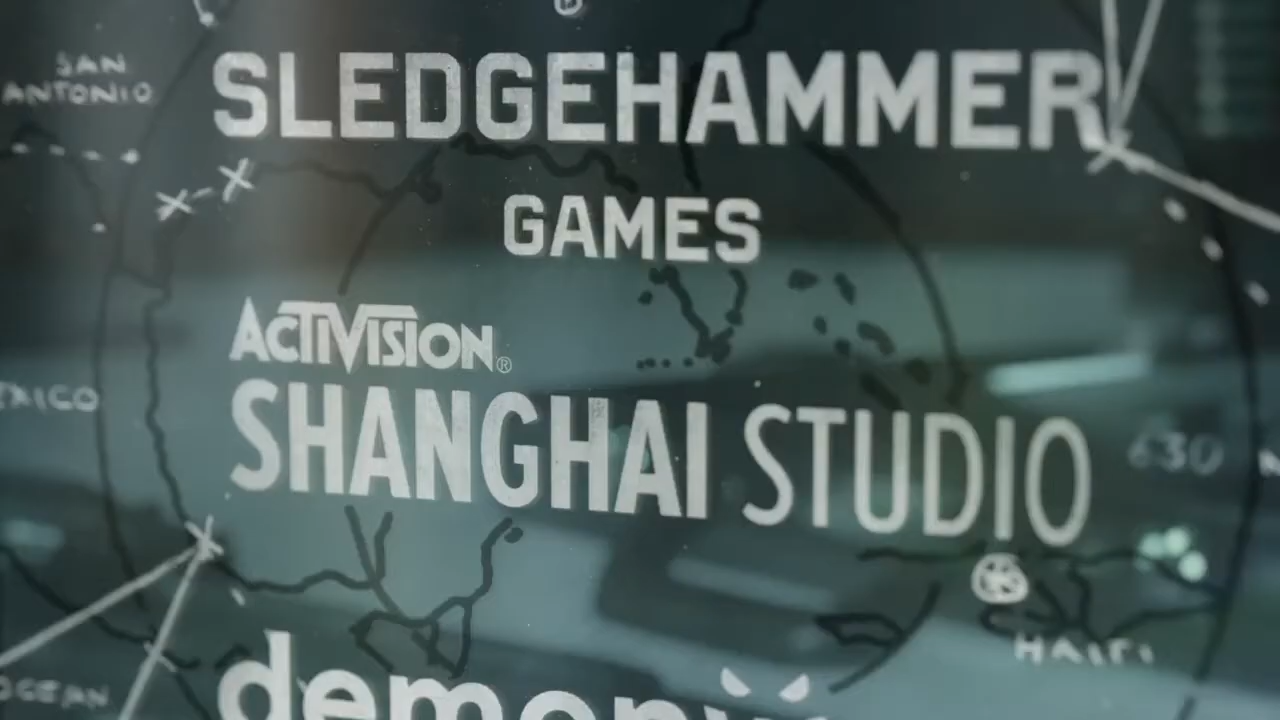 SAN
ANTONIO
SLEDGEHAMMER
GAMES
ACTIVISION®
SHANGHAI STUDIO
630
HAITI
OCEAN